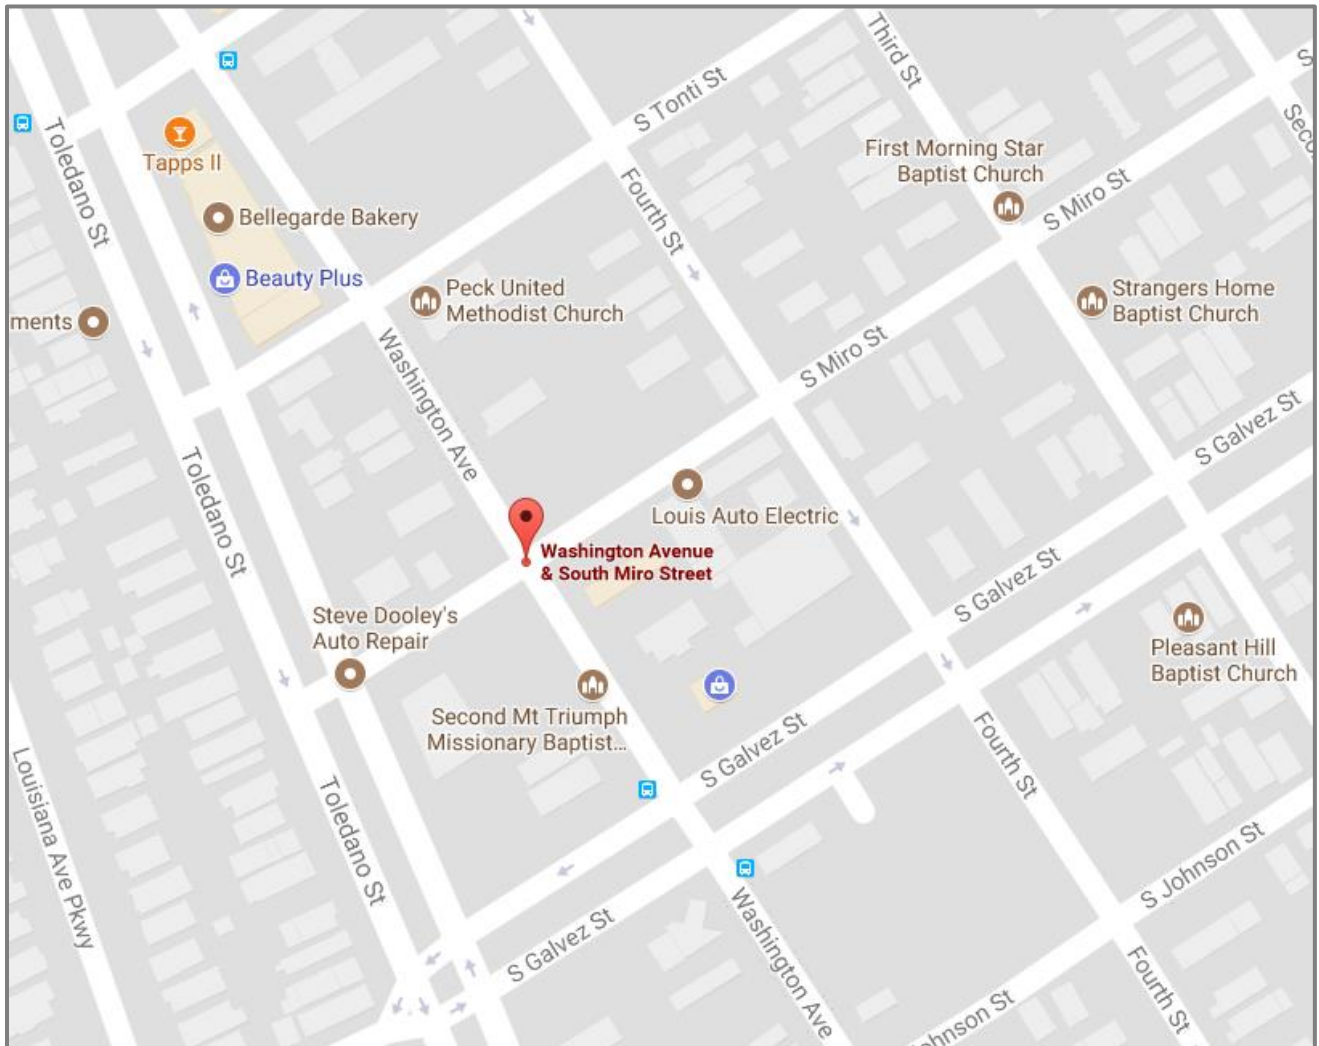 Third St
S
S Tonti St
Toledano St
Tapps II
First Morning Star
Baptist Church
Bellegarde Bakery
Fourth St
S Miro St
Beauty Plus
Peck United
Methodist Church
Strangers Home
Baptist Church
ments
Washington Ave
S Miro St
S Galvez St
Toledano St
Louis Auto Electric
Washington Avenue
& South Miro Street
S Galvez St
Steve Dooley's
Auto Repair
Pleasant Hill
Baptist Church
Second Mt Triumph
Missionary Baptist...
S Galvez St
Fourth St
Louisiana Ave Pkwy
Toledano St
S Johnson St
Washington Ave
S Galvez St
Fourth St
ohnson St